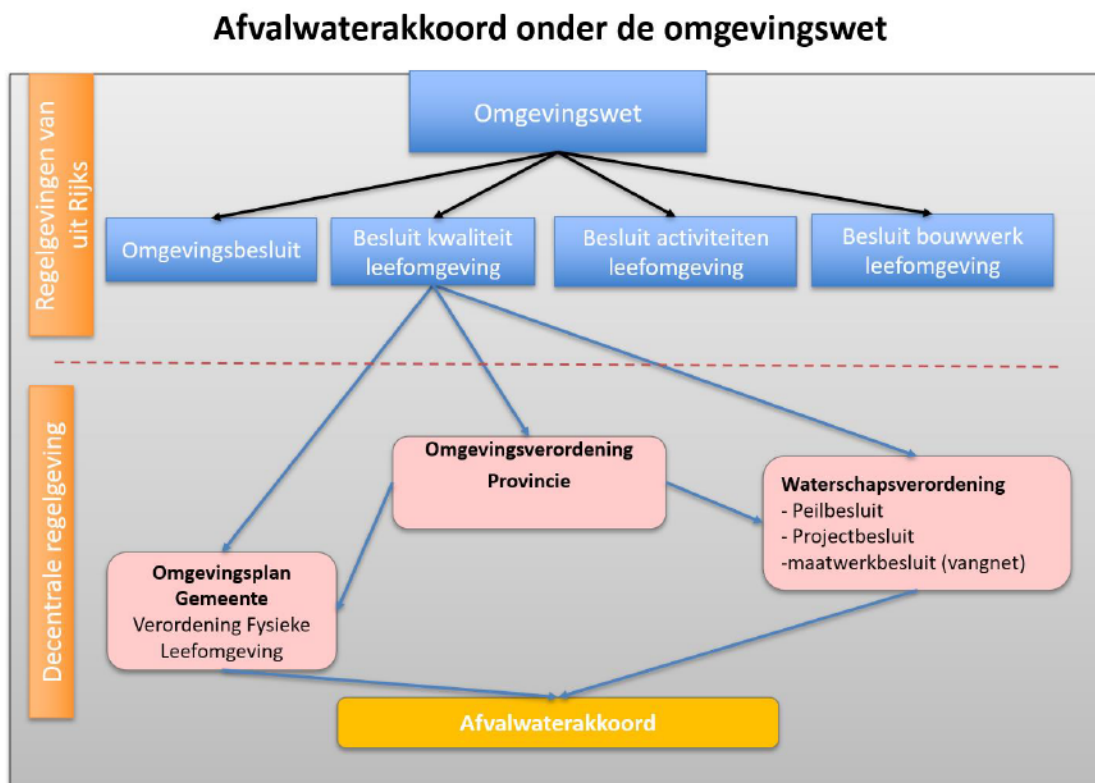 Afvalwaterakkoord onder de omgevingswet
Regelgevingen van
uit Rijks
Omgevingswet
Omgevingsbesluit
Besluit kwaliteit
leefomgeving
Besluit activiteiten
leefomgeving
Besluit bouwwerk
leefomgeving
Decentrale regelgeving
Omgevingsverordening
Provincie
Waterschapsverordening
- Peilbesluit
- Projectbesluit
-maatwerkbesluit (vangnet)
Omgevingsplan
Gemeente
Verordening Fysieke
Leefomgeving
Afvalwaterakkoord